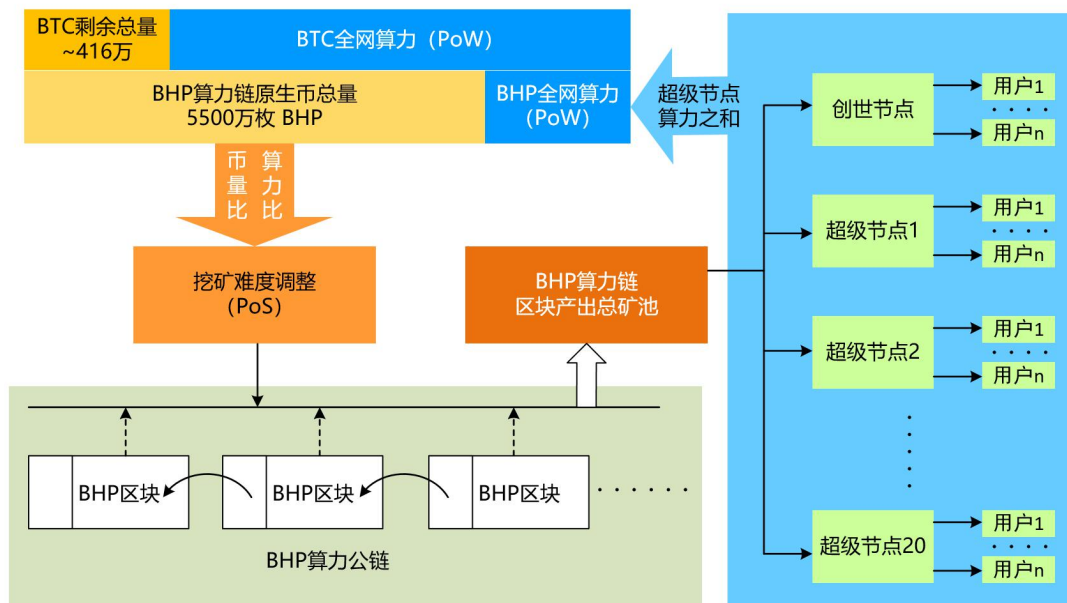 BTC剩余总量
~416万
BTC全网算力（PoW）
BHP算力链原生币总量
5500万枚 BHP
BHP全网算力
（PoW）
超级节点
算力之和
币量比
算力比
挖矿难度调整
（PoS）
BHP算力链
区块产出总矿池
BHP区块
BHP区块
BHP区块
······
BHP算力公链
创世节点
用户1
····
用户n
超级节点1
用户1
····
用户n
超级节点2
用户1
····
用户n
······
超级节点20
用户1
····
用户n